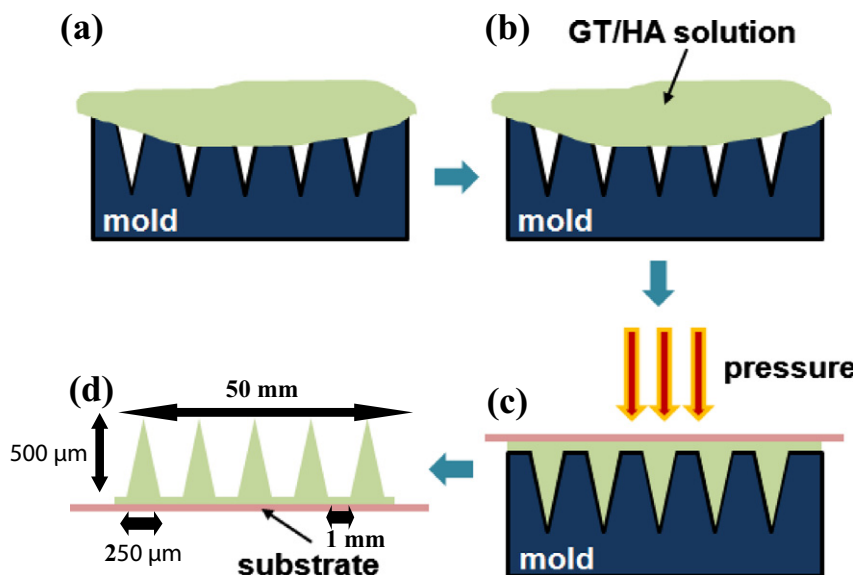 (a)
(b)
GT/HA solution
mold
mold
pressure
(d)
50 mm
(c)
500 μm
250 μm
1 mm
substrate
mold